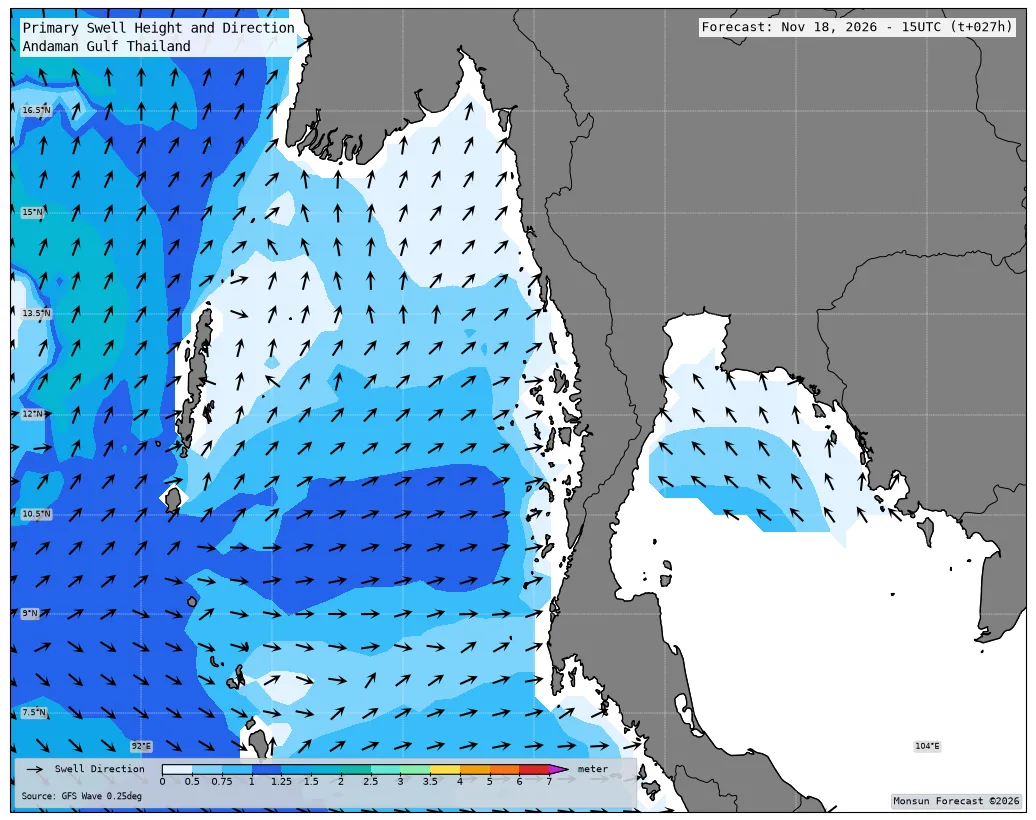 Primary Swell Height and Direction
Andaman Gulf Thailand
Forecast: Nov 18, 2026 - 15UTC (t+027h)
16.5°N
15°N
13.5°N
12°N
10.5°N
9°N
7.5°N
92°E
104°E
Swell Direction
meter
0 0.5 0.75 1 1.25 1.5 2 2.5 3 3.5 4 5 6 7
Source: GFS Wave 0.25deg
Monsun Forecast ©2026